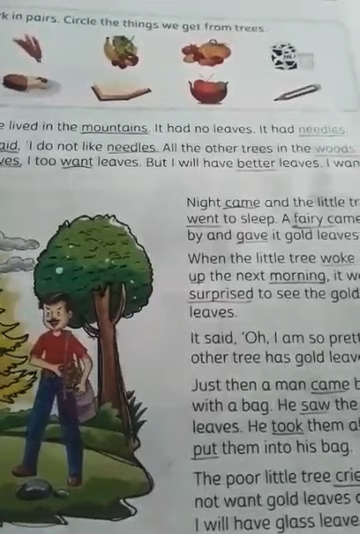 k in pairs. Circle the things we get from trees
e lived in the mountains. It had no leaves. It had needles.
aid, 'I do not like needles. All the other trees in the woods
ves, I too want leaves. But I will have better leaves. I wan
Night came and the little tr
went to sleep. A fairy came
by and gave it gold leaves
When the little tree woke
up the next morning, it w
surprised to see the gold
leaves.
It said, 'Oh, I am so pret
other tree has gold leav
Just then a man came b
with a bag. He saw the
leaves. He took them a
put them into his bag.
The poor little tree crie
not want gold leaves
I will have glass leave